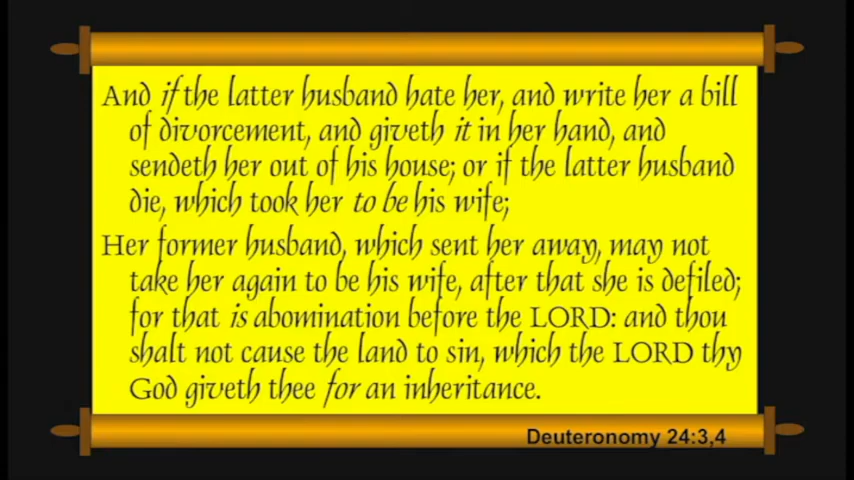 And if the latter husband hate her, and write her a bill
of divorcement, and giveth it in her hand, and
sendeth her out of his house; or if the latter husband
die, which took her to be his wife;
Her former husband, which sent her away, may not
take her again to be his wife, after that she is defiled;
for that is abomination before the LORD: and thou
shalt not cause the land to sin, which the LORD thy
God giveth thee for an inheritance.
Deuteronomy 24:3,4